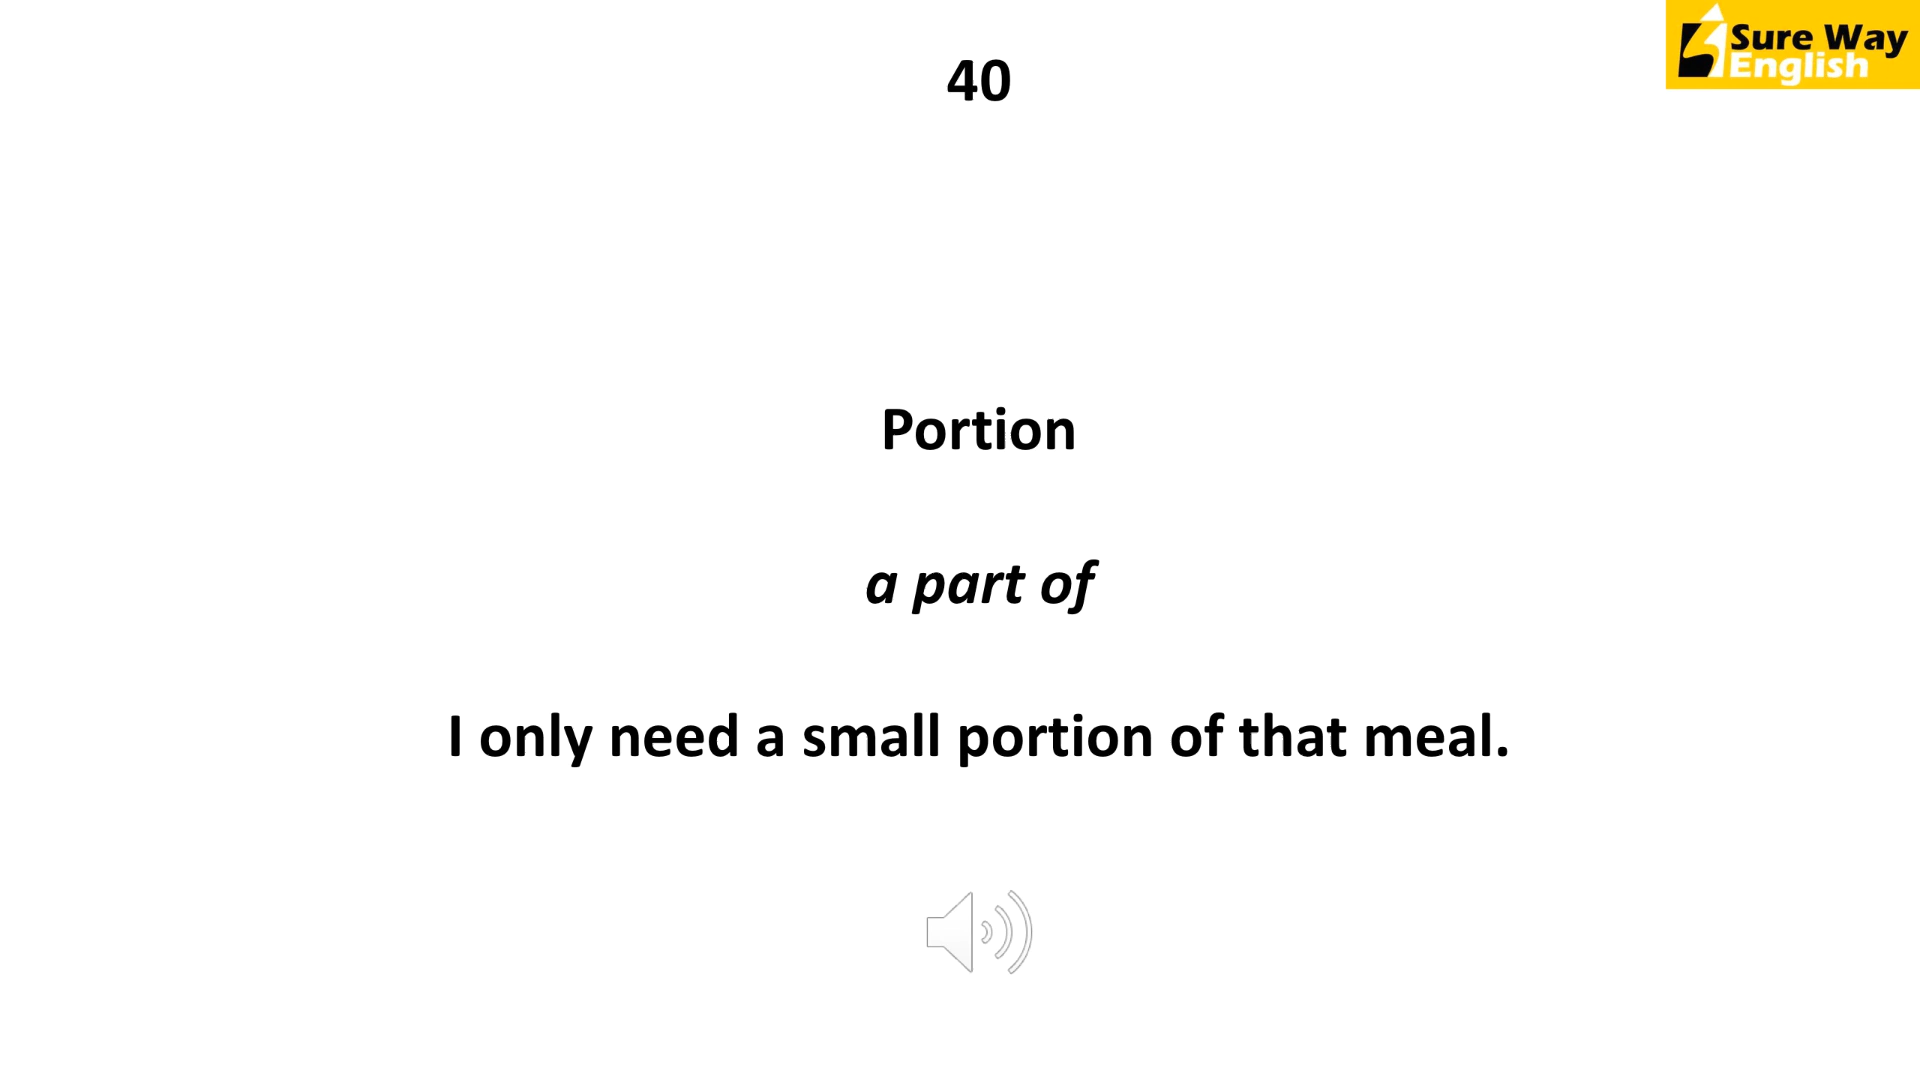 Sure Way
English
40
Portion
a part of
I only need a small portion of that meal.